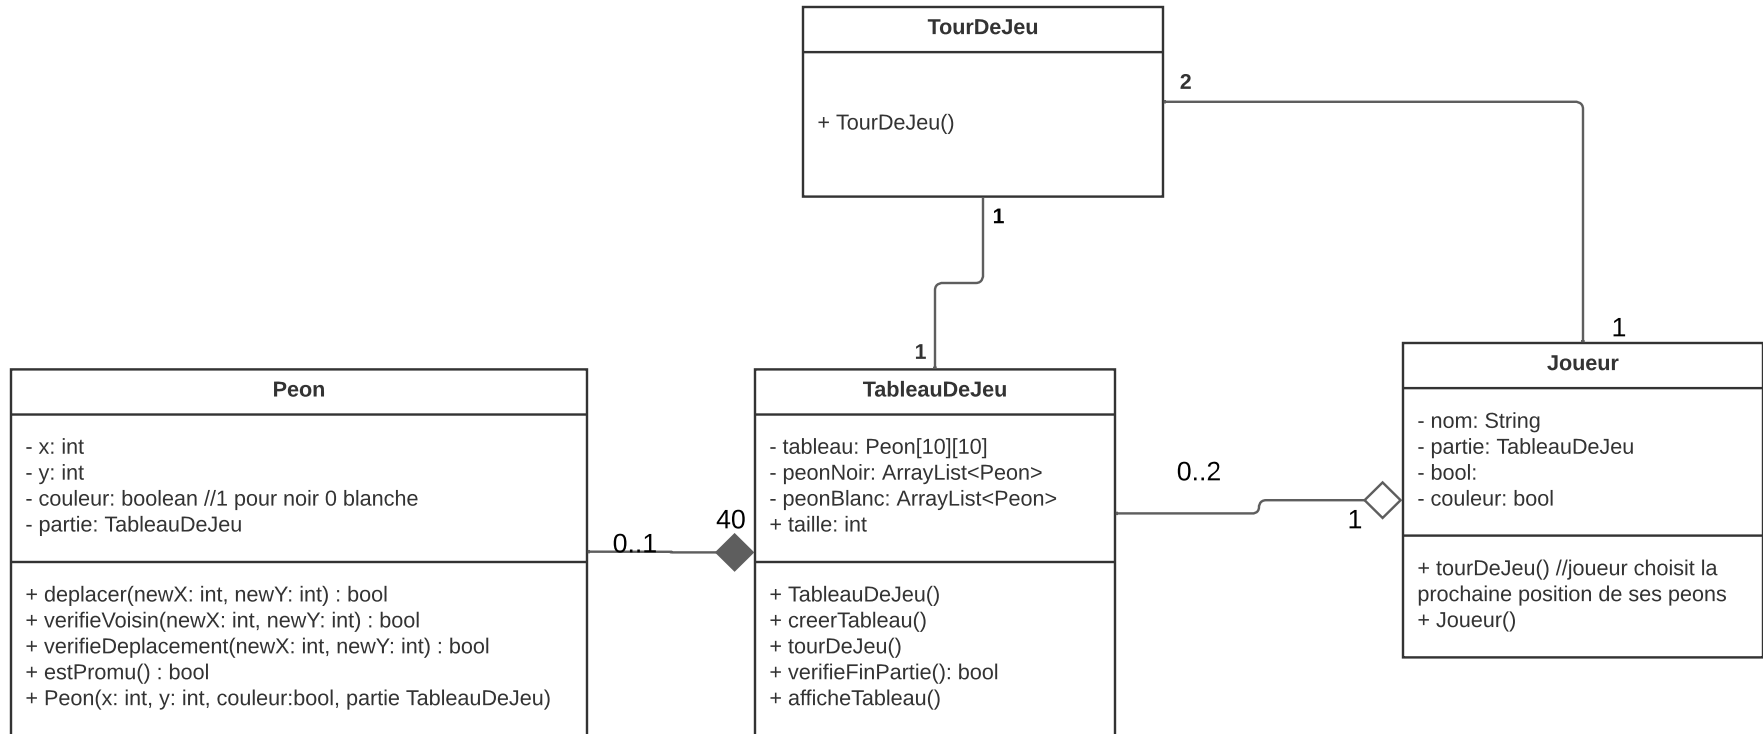 TourDeJeu
+ TourDeJeu()
2
1
1
1
Peon
- x: int
- y: int
- couleur: boolean //1 pour noir 0 blanche
- partie: TableauDeJeu
+ deplacer(newX: int, newY: int) : bool
+ verifieVoisin(newX: int, newY: int) : bool
+ verifieDeplacement(newX: int, newY: int) : bool
+ estPromu() : bool
+ Peon(x: int, y: int, couleur:bool, partie TableauDeJeu)
0..1
40
TableauDeJeu
- tableau: Peon[10][10]
- peonNoir: ArrayList<Peon>
- peonBlanc: ArrayList<Peon>
+ taille: int
+ TableauDeJeu()
+ creerTableau()
+ tourDeJeu()
+ verifieFinPartie(): bool
+ afficheTableau()
0..2
1
Joueur
- nom: String
- partie: TableauDeJeu
- bool:
- couleur: bool
+ tourDeJeu() //joueur choisit la
prochaine position de ses peons
+ Joueur()